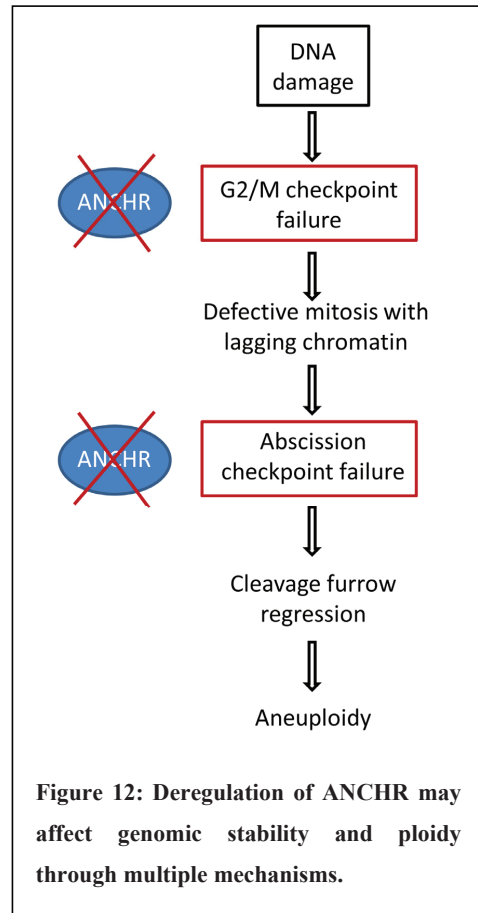 DNA
damage
ANCHR
G2/M checkpoint
failure
Defective mitosis with
lagging chromatin
ANCHR
Abscission
checkpoint failure
Cleavage furrow
regression
Aneuploidy
Figure 12: Deregulation of ANCHR may
affect genomic stability and ploidy
through multiple mechanisms.